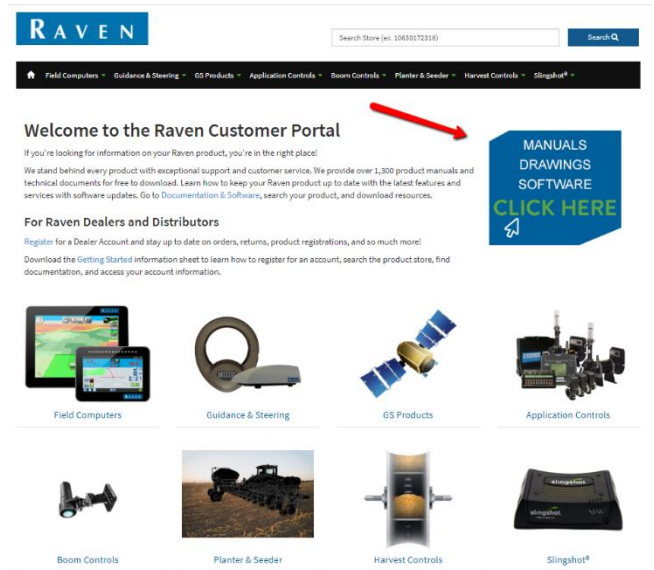 RAVEN
Search Store (ex. 10630172316)
Search
Field Computers
Guidance & Steering
GS Products
Application Controls
Boom Controls
Planter & Seeder
Harvest Controls
Slingshot®
Welcome to the Raven Customer Portal
If you're looking for information on your Raven product, you're in the right place!
We stand behind every product with exceptional support and customer service. We provide over 1,300 product manuals and
technical documents for free to download. Learn how to keep your Raven product up to date with the latest features and
services with software updates. Go to Documentation & Software, search your product, and download resources.
MANUALS
DRAWINGS
SOFTWARE
CLICK HERE
For Raven Dealers and Distributors
Register for a Dealer Account and stay up to date on orders, returns, product registrations, and so much more!
Download the Getting Started information sheet to learn how to register for an account, search the product store, find
documentation, and access your account information.
Field Computers
Guidance & Steering
GS Products
Application Controls
slingshot
slingshot
Boom Controls
Planter & Seeder
Harvest Controls
Slingshot®